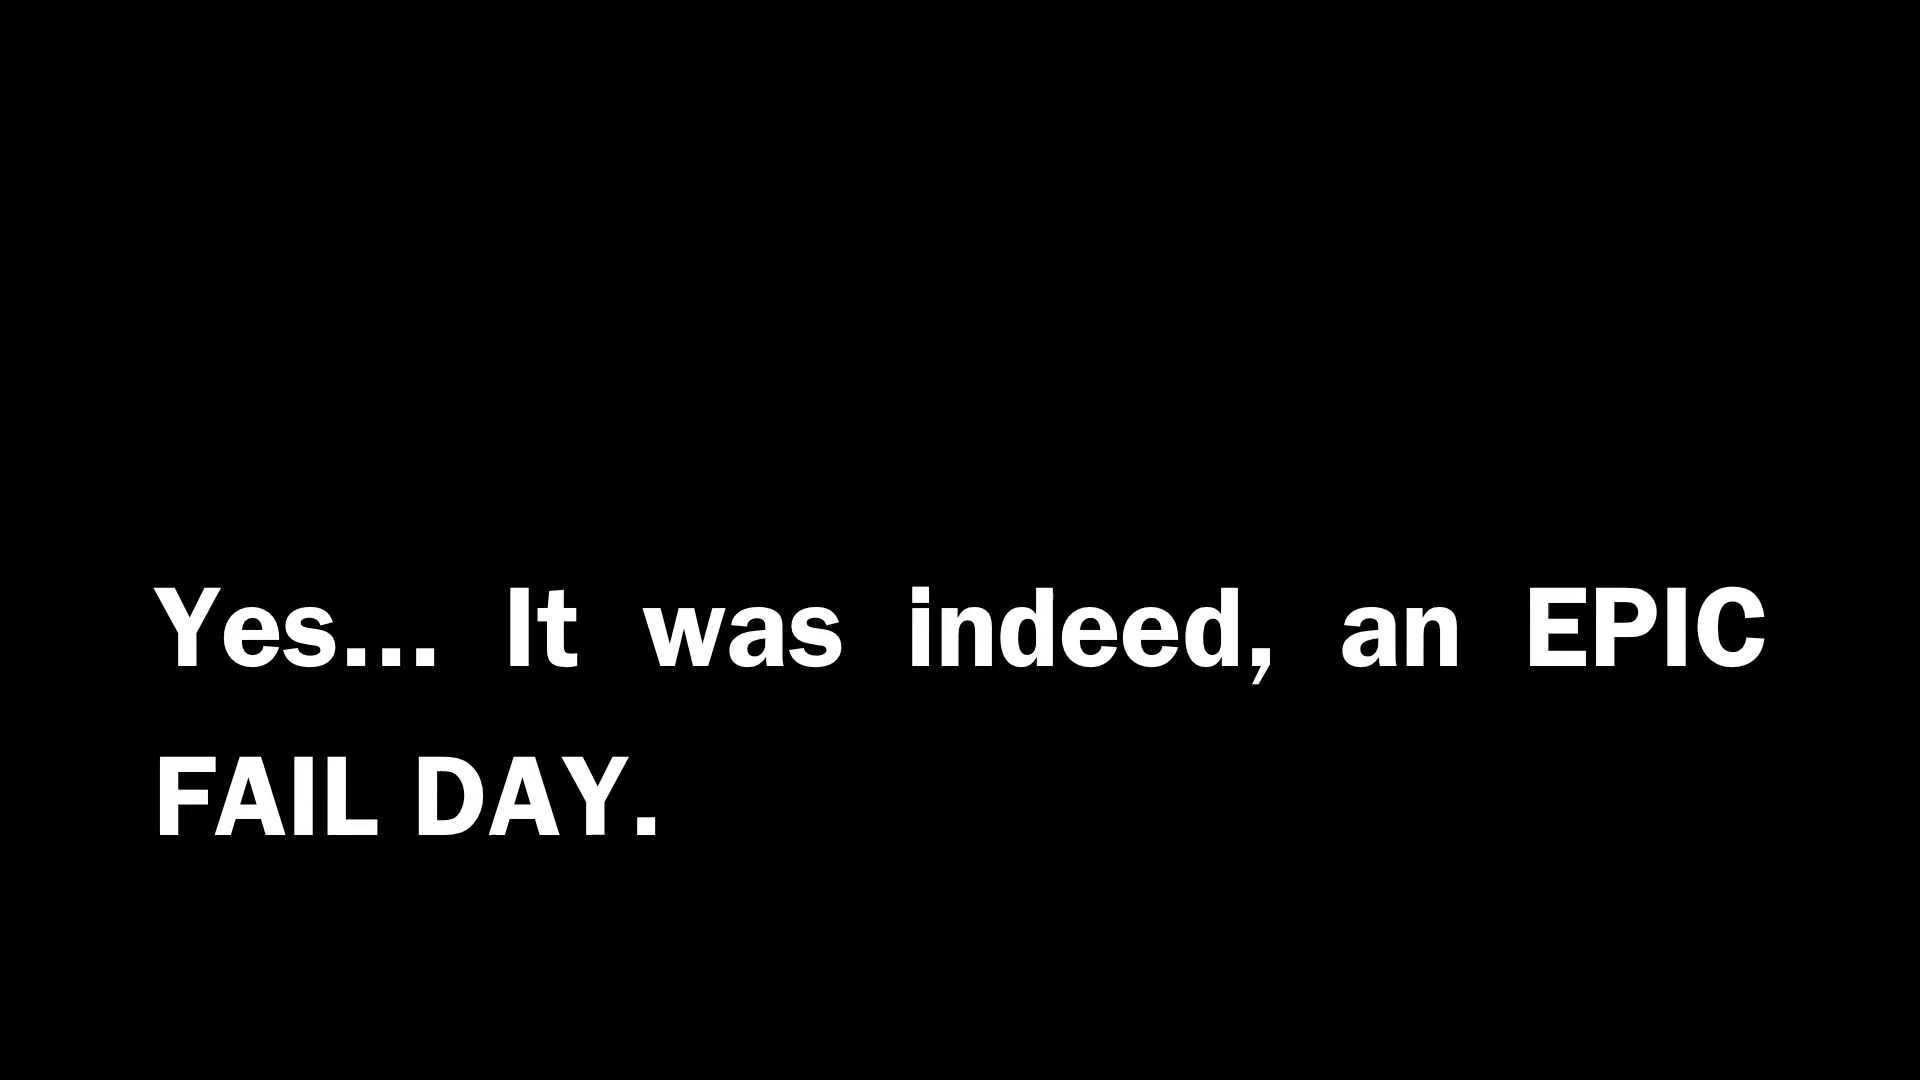 Yes... It was indeed, an EPIC
FAIL DAY.